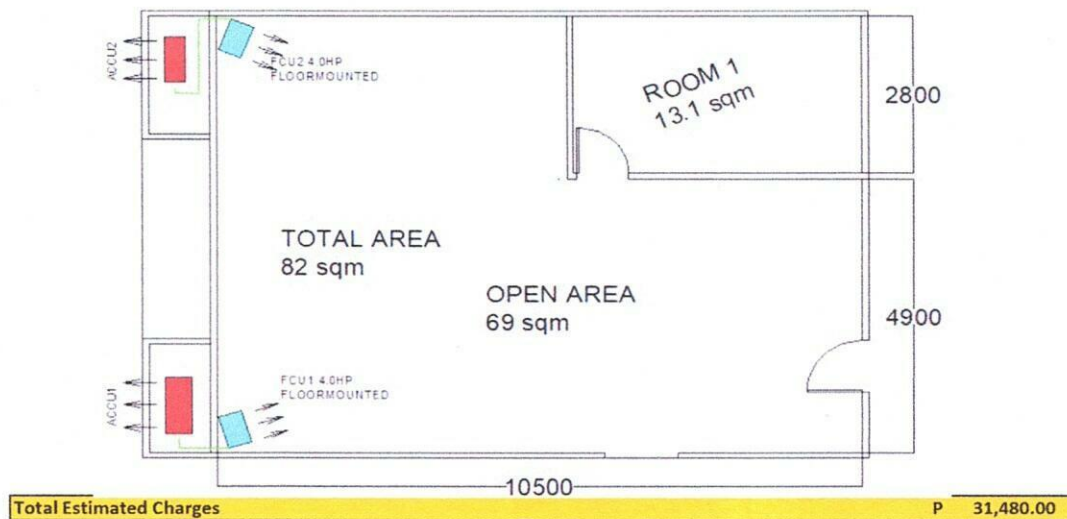 ACCU2
FCU2 4.0HP
FLOORMOUNTED
ROOM 1
13.1 sqm
2800
TOTAL AREA
82 sqm
OPEN AREA
69 sqm
4900
ACCU1
FCU1 4.0HP
FLOORMOUNTED
10500
Total Estimated Charges P 31,480.00